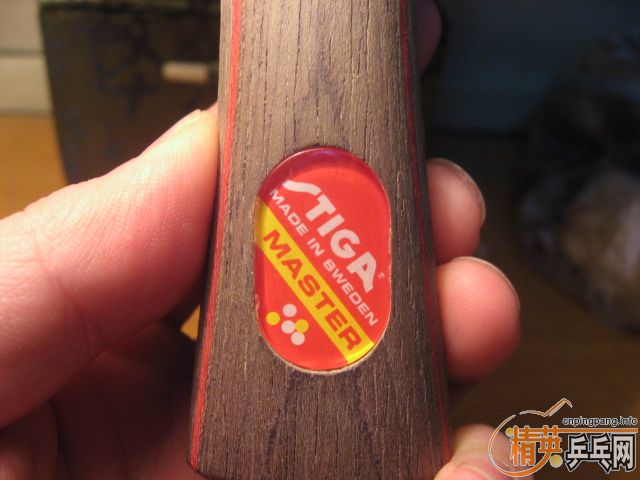 STIGA
MADE IN SWEDEN
MASTER
cnpingpang.info
精英乒乓网